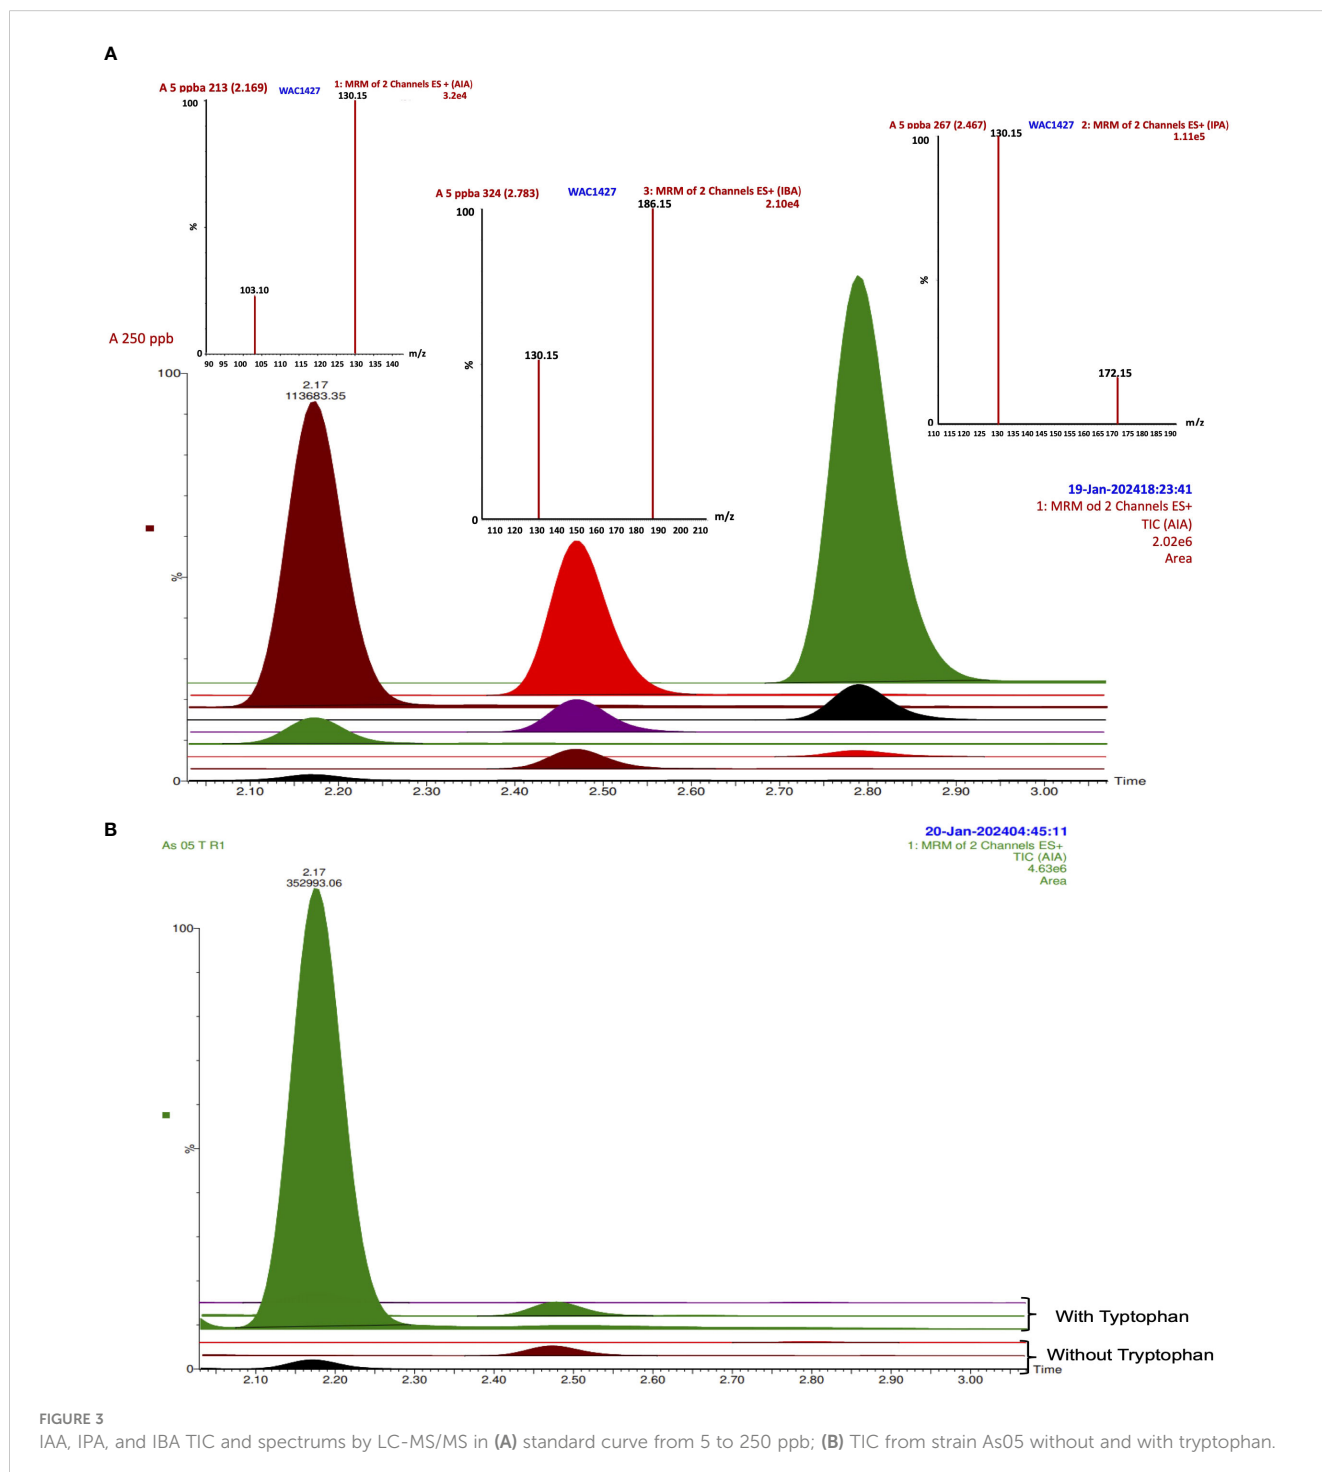 A
A 5 ppba 213 (2.169) WAC1427 1: MRM of 2 Channels ES + (AIA)
3.2e4
130.15
100
%
103.10
0
m/z
90 95 100 105 110 115 120 125 130 135 140
A 5 ppba 324 (2.783) WAC1427 3: MRM of 2 Channels ES+ (IBA)
2.10e4
186.15
100
%
130.15
0
m/z
110 120 130 140 150 160 170 180 190 200 210
A 5 ppba 267 (2.467) WAC1427 2: MRM of 2 Channels ES+ (IPA)
1.11e5
130.15
100
%
172.15
0
m/z
110 115 120 125 130 135 140 145 150 155 160 165 170 175 180 185 190
A 250 ppb
100
2.17
113683.35
19-Jan-202418:23:41
1: MRM od 2 Channels ES+
TIC (AIA)
2.02e6
Area
%
0
Time
2.10 2.20 2.30 2.40 2.50 2.60 2.70 2.80 2.90 3.00
B
As 05 T R1
20-Jan-202404:45:11
1: MRM of 2 Channels ES+
TIC (AIA)
4.63e6
Area
2.17
352993.06
100
%
With Typtophan
Without Tryptophan
0
Time
2.10 2.20 2.30 2.40 2.50 2.60 2.70 2.80 2.90 3.00
FIGURE 3
IAA, IPA, and IBA TIC and spectrums by LC-MS/MS in (A) standard curve from 5 to 250 ppb; (B) TIC from strain As05 without and with tryptophan.